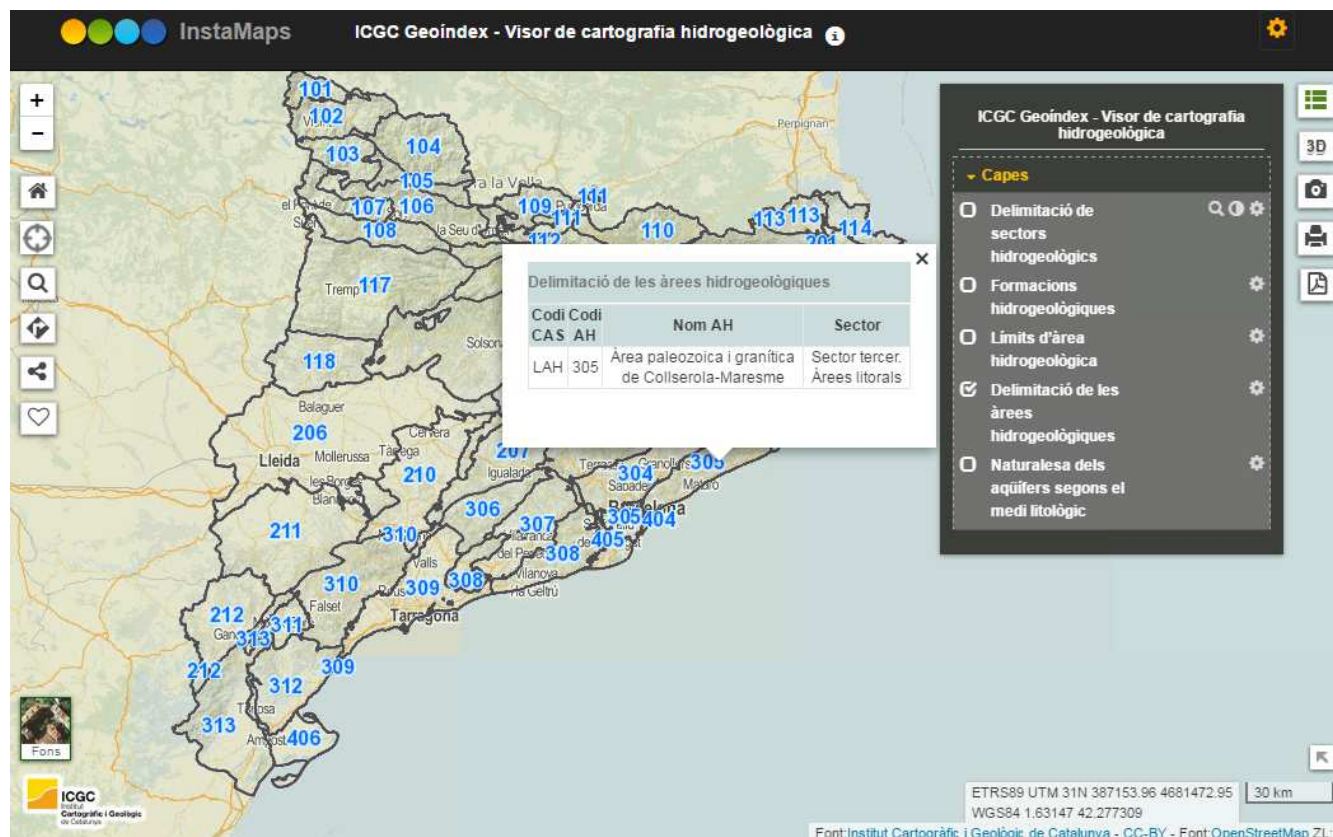 InstaMaps
ICGC Geoíndex - Visor de cartografia hidrogeològica
+
-
3D
ICGC Geoíndex - Visor de cartografia
hidrogeològica
Capes
Delimitació de
sectors
hidrogeològics
Formacions
hidrogeològiques
Límits d'àrea
hidrogeològica
Delimitació de les
àrees
hidrogeològiques
Naturalesa dels
aqüífers segons el
medi litològic
Delimitació de les àrees hidrogeològiques
Codi CAS Codi AH Nom AH Sector
LAH 305 Àrea paleozoica i granítica de Collserola-Maresme Sector tercer. Àrees litorals
101
102
103
104
Perpignan
105
106
107
108
109
111
111
110
112
113 113 114
201
la Seu d'
Tremp 117
118
Solson
Balaguer
206
Cervera
Lleida
Mollerussa
210
207
Igualada
304
305
Mataró
306
307
305 404
405
308
211
310
Valls
310
309
308
Vilanova
i la Geltrú
Falset
Tarragona
212
311
313
212
309
312
313
406
Fons
ICGC
Institut
Cartogràfic i Geològic
de Catalunya
ETRS89 UTM 31N 387153.96 4681472.95
WGS84 1.63147 42.277309
30 km
Font:Institut Cartogràfic i Geològic de Catalunya - CC-BY - Font:OpenStreetMap